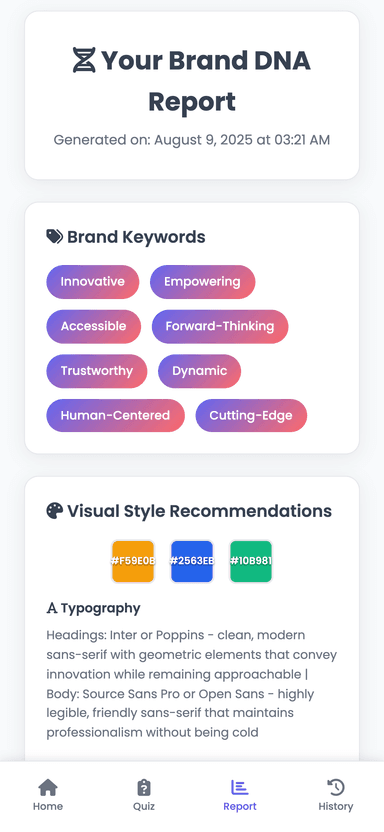 Your Brand DNA
Report
Generated on: August 9, 2025 at 03:21 AM
Brand Keywords
Innovative Empowering
Accessible Forward-Thinking
Trustworthy Dynamic
Human-Centered Cutting-Edge
Visual Style Recommendations
#F59E0B #2563EB #10B981
A Typography
Headings: Inter or Poppins - clean, modern
sans-serif with geometric elements that convey
innovation while remaining approachable |
Body: Source Sans Pro or Open Sans - highly
legible, friendly sans-serif that maintains
professionalism without being cold
Home Quiz Report History